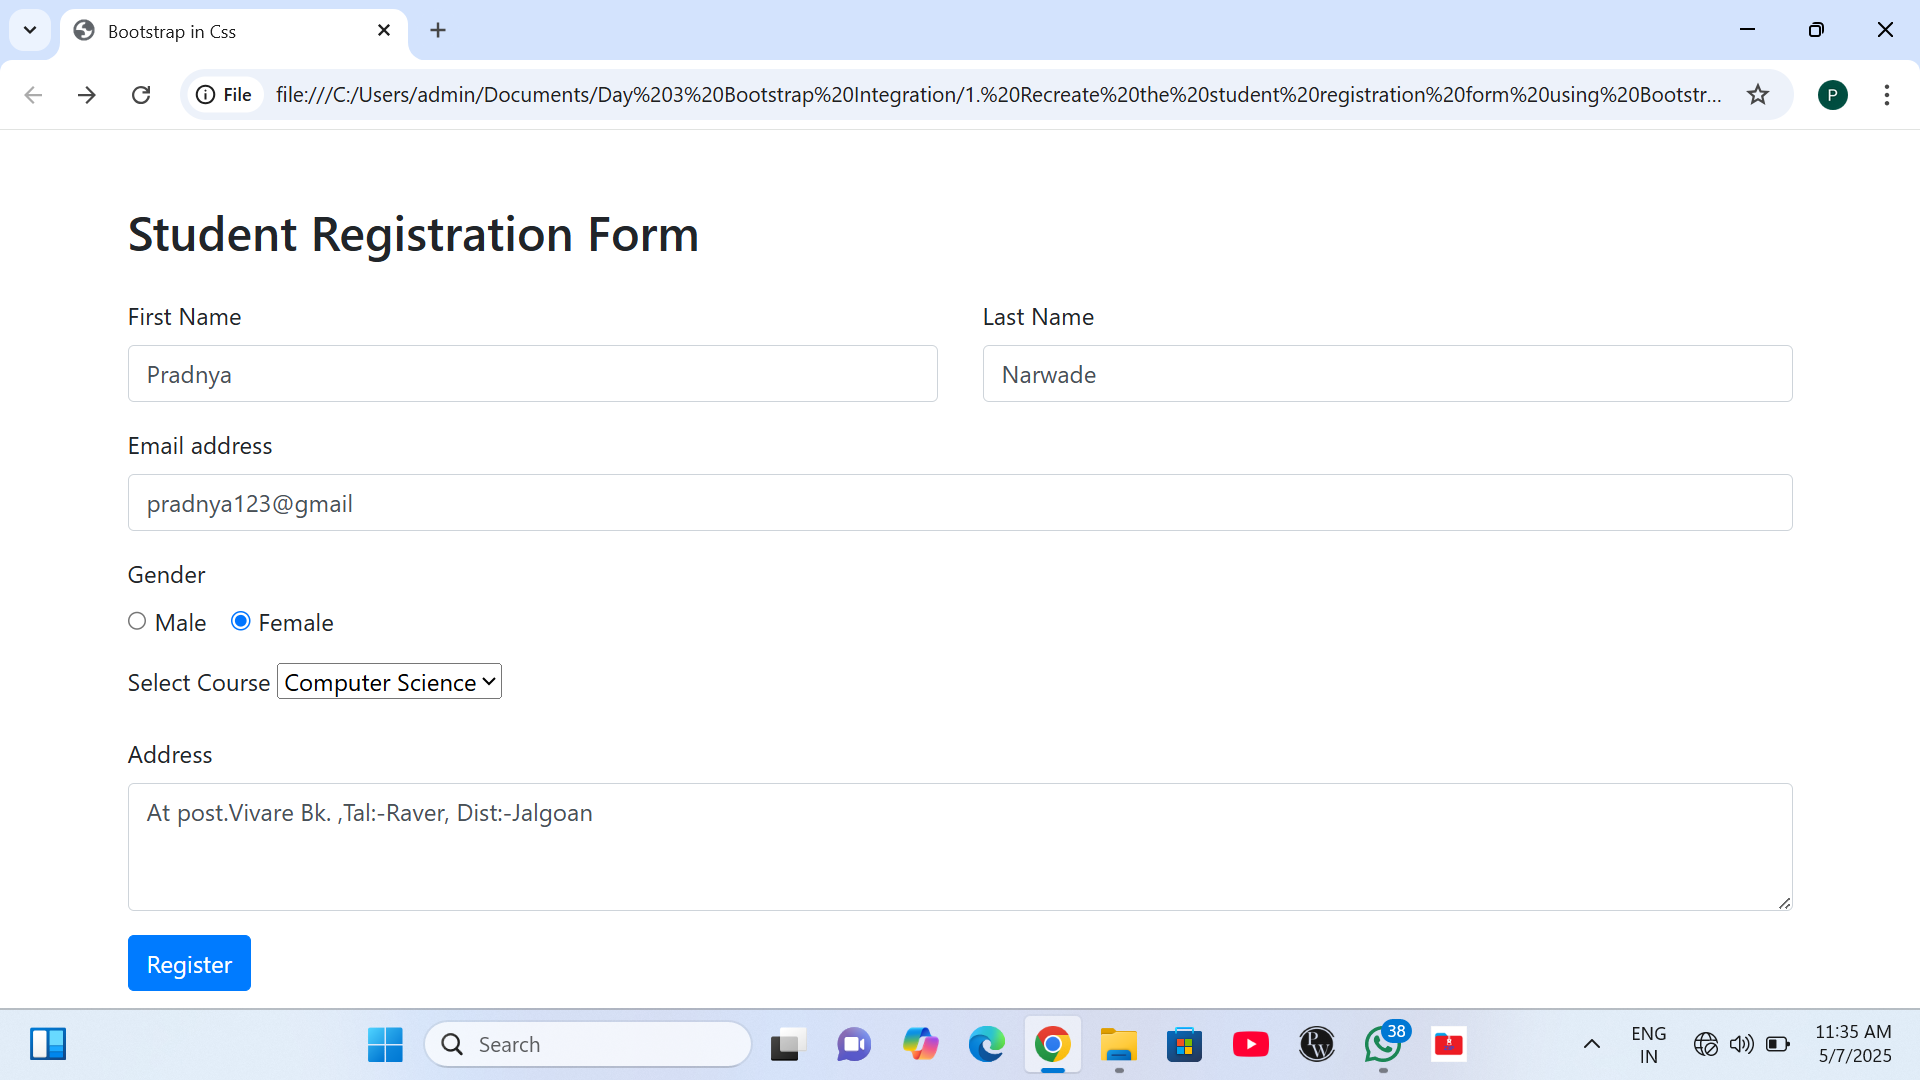 Bootstrap in Css
File file:///C:/Users/admin/Documents/Day%203%20Bootstrap%20Integration/1.%20Recreate%20the%20student%20registration%20form%20using%20Bootstr...
P
Student Registration Form
First Name Last Name
Pradnya Narwade
Email address
pradnya123@gmail
Gender
Male Female
Select Course Computer Science
Address
At post.Vivare Bk. ,Tal:-Raver, Dist:-Jalgoan
Register
Search
PW
38
ENG
IN
11:35 AM
5/7/2025